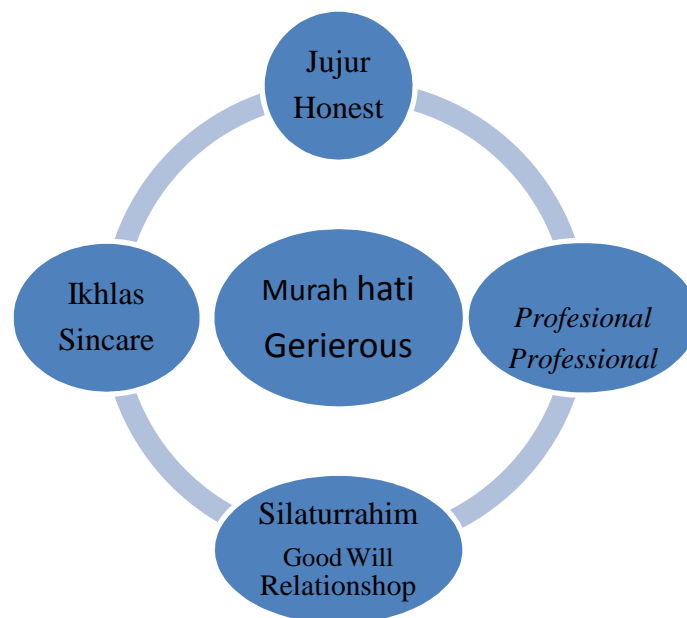 Jujur
Honest
Ikhlas
Sincare
Murah hati
Gerierous
Profesional
Professional
Silaturrahim
Good Will
Relationshop